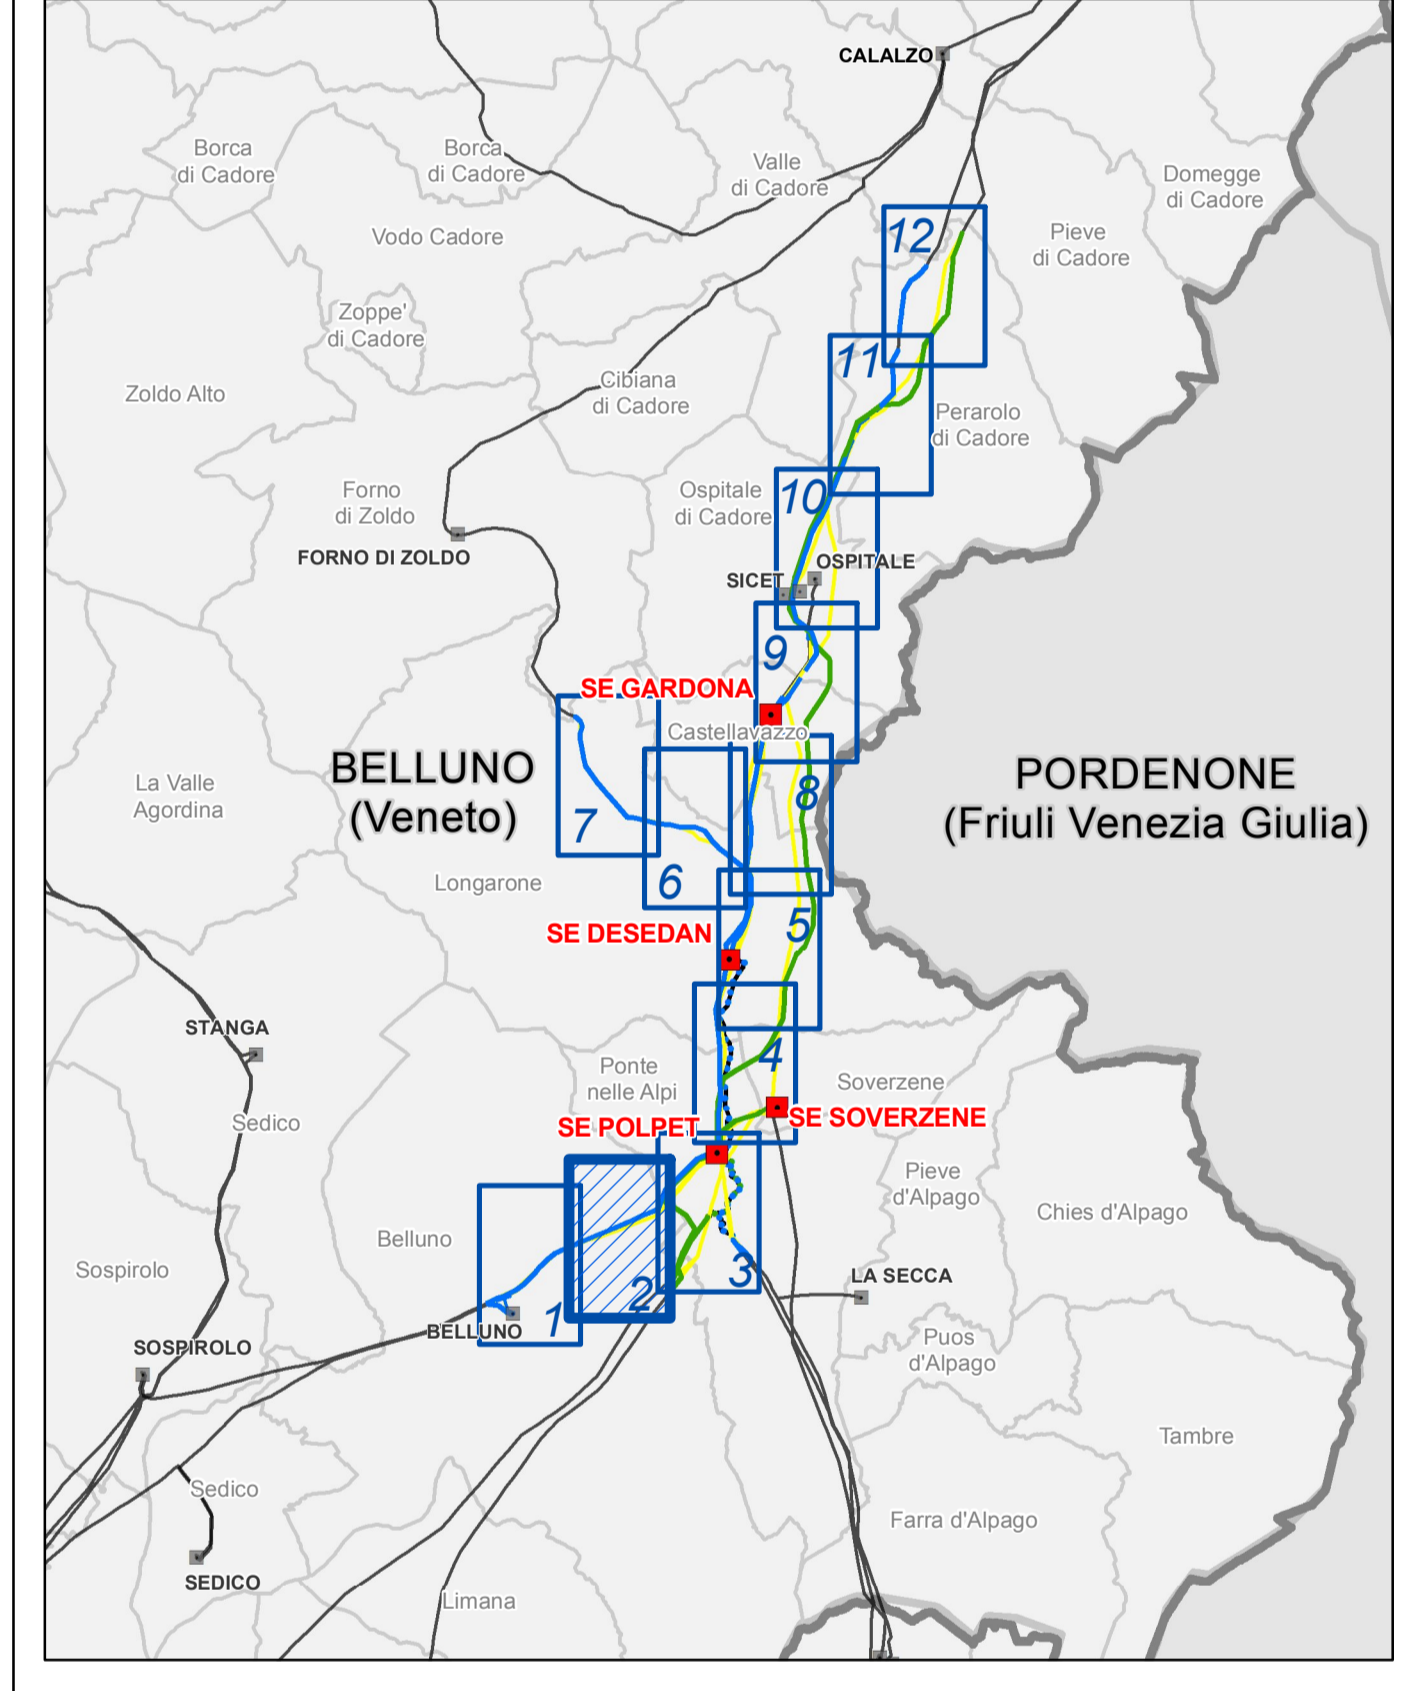 CALALZO
Borca
di Cadore
Borca
di Cadore
Valle
di Cadore
Domegge
di Cadore
Vodo Cadore
12
Pieve
di Cadore
Zoppe'
di Cadore
11
Zoldo Alto
Cibiana
di Cadore
Perarolo
di Cadore
Forno
di Zoldo
Ospitale
di Cadore
10
FORNO DI ZOLDO
OSPITALE
SICET
9
SE GARDONA
Castellavazzo
BELLUNO
(Veneto)
PORDENONE
(Friuli Venezia Giulia)
La Valle
Agordina
8
7
6
Longarone
5
SE DESEDAN
STANGA
4
Ponte
nelle Alpi
Soverzene
Sedico
SE POLPET
SE SOVERZENE
Pieve
d'Alpago
Chies d'Alpago
Belluno
Sospirolo
3
2
1
LA SECCA
BELLUNO
SOSPIROLO
Puos
d'Alpago
Tambre
Sedico
Farra d'Alpago
SEDICO
Limana